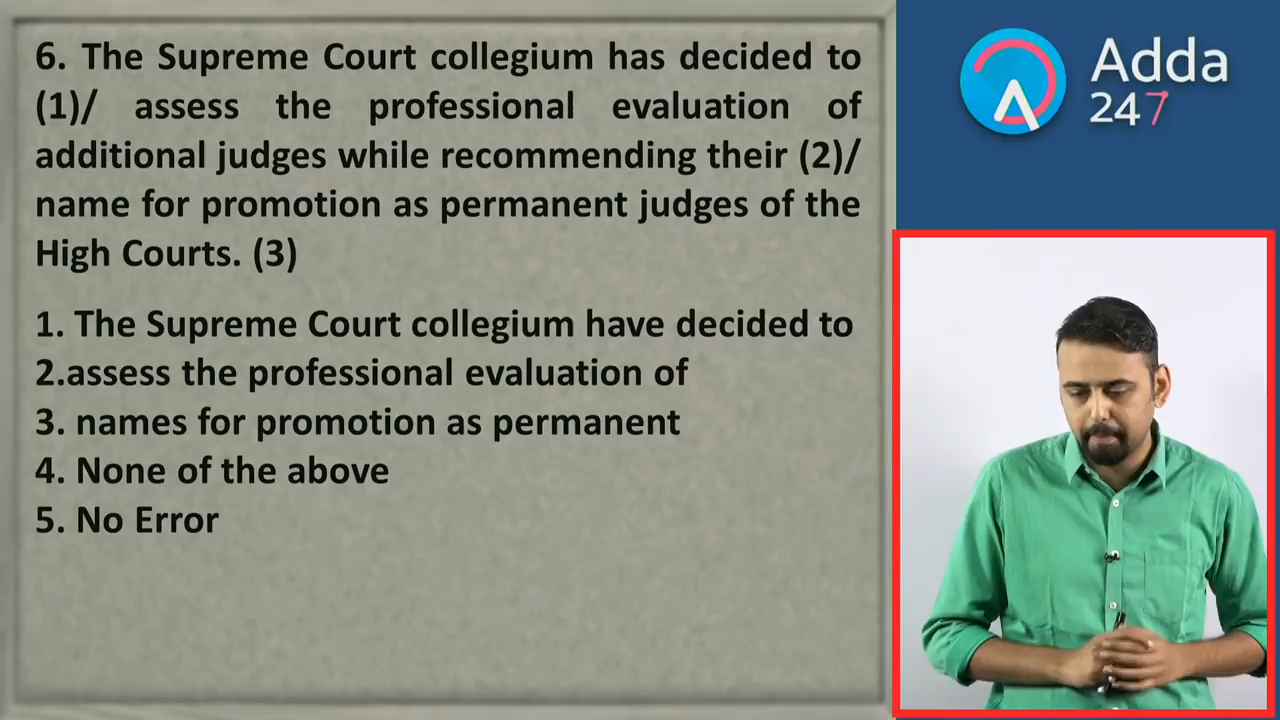 6. The Supreme Court collegium has decided to
(1)/ assess the professional evaluation of
additional judges while recommending their (2)/
name for promotion as permanent judges of the
High Courts. (3)
1. The Supreme Court collegium have decided to
2.assess the professional evaluation of
3. names for promotion as permanent
4. None of the above
5. No Error
Adda
247